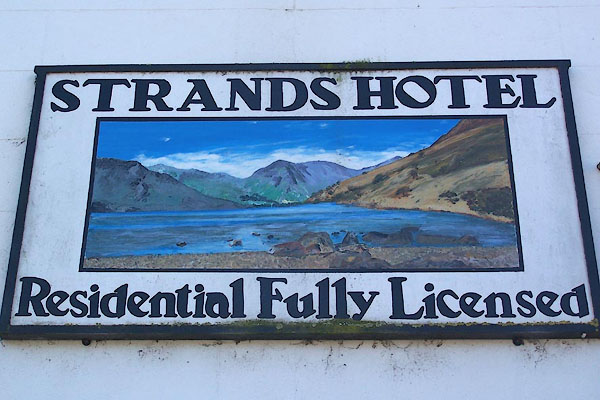 STRANDS HOTEL
Residential Fully Licensed